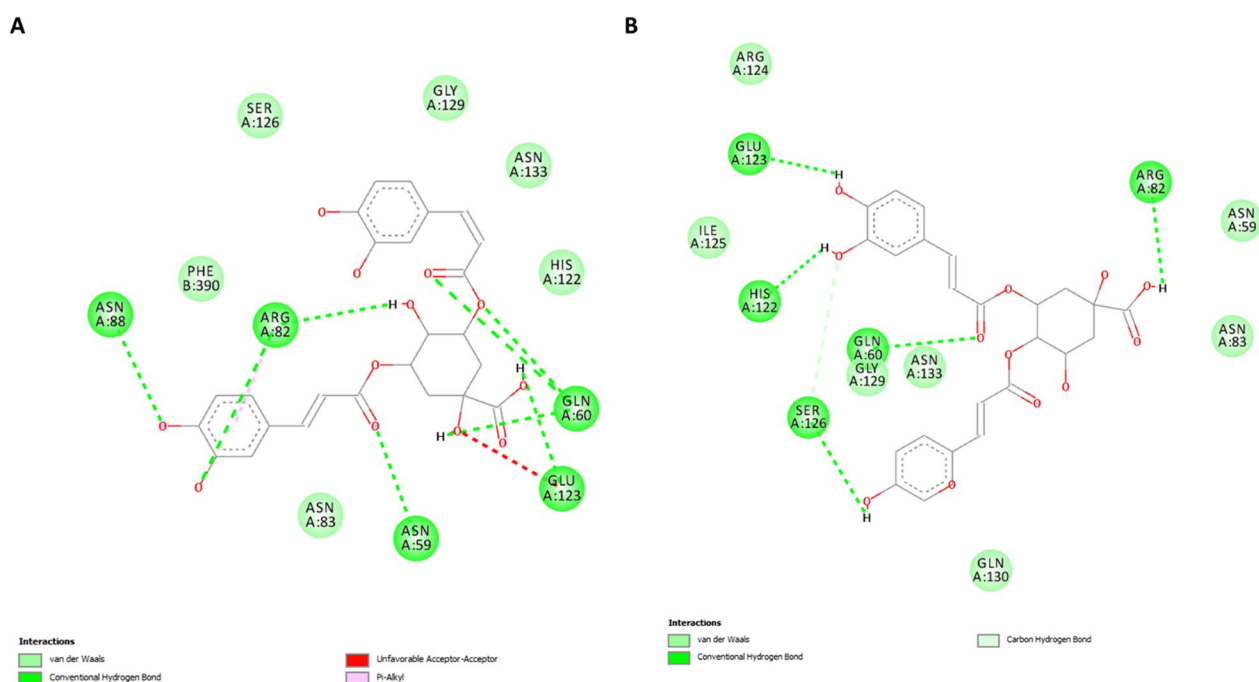 A
SER
A:126
GLY
A:129
ASN
A:133
PHE
B:390
HIS
A:122
ASN
A:88
ARG
A:82
H
O
O
O
O
O
O
H
O
GLN
A:60
O
O
H
O
O
O
GLU
A:123
ASN
A:83
ASN
A:59
Interactions
van der Waals
Conventional Hydrogen Bond
Unfavorable Acceptor-Acceptor
Pi-Alkyl
B
ARG
A:124
GLU
A:123
H
O
ARG
A:82
ASN
A:59
ILE
A:125
H
O
HIS
A:122
O
O
O
H
O
O
GLN
A:60
GLY
A:129
ASN
A:133
ASN
A:83
O
O
O
SER
A:126
O
O
H
GLN
A:130
Interactions
van der Waals
Conventional Hydrogen Bond
Carbon Hydrogen Bond